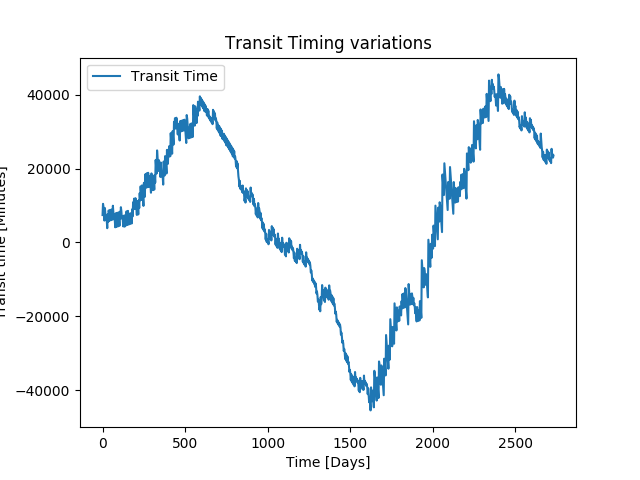 Transit Timing variations
Transit Time
40000
20000
0
−20000
−40000
Transit time [Minutes]
0 500 1000 1500 2000 2500
Time [Days]